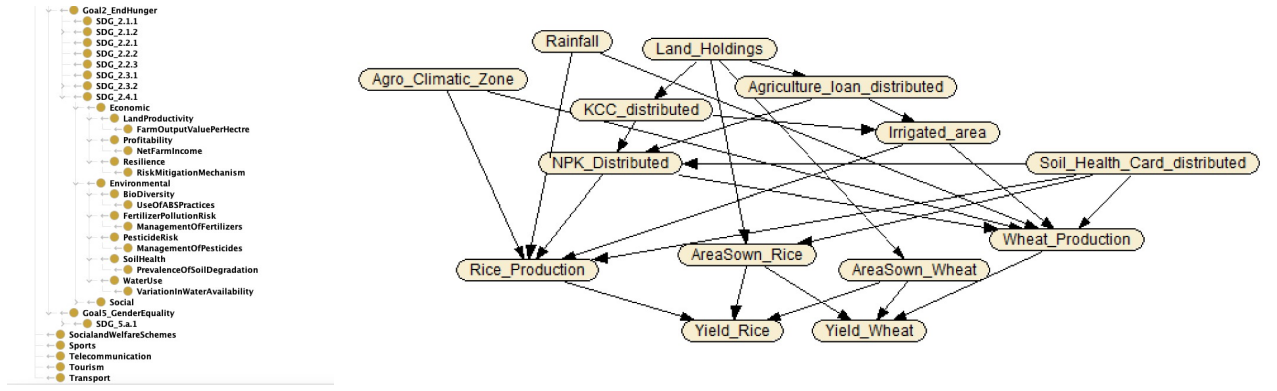 Goal2_EndHunger
SDG_2.1.1
SDG_2.1.2
SDG_2.2.1
SDG_2.2.2
SDG_2.2.3
SDG_2.3.1
SDG_2.3.2
SDG_2.4.1
Economic
LandProductivity
FarmOutputValuePerHectre
Profitability
NetFarmIncome
Resilience
RiskMitigationMechanism
Environmental
BioDiversity
UseOfABSPractices
FertilizerPollutionRisk
ManagementOfFertilizers
PesticideRisk
ManagementOfPesticides
SoilHealth
PrevalenceOfSoilDegradation
WaterUse
VariationInWaterAvailability
Social
Goal5_GenderEquality
SDG_5.a.1
SocialandWelfareSchemes
Sports
Telecommunication
Tourism
Transport
Rainfall
Land_Holdings
Agro_Climatic_Zone
Agriculture_loan_distributed
KCC_distributed
Irrigated_area
NPK_Distributed
Soil_Health_Card_distributed
Wheat_Production
AreaSown_Rice
Rice_Production
AreaSown_Wheat
Yield_Rice
Yield_Wheat